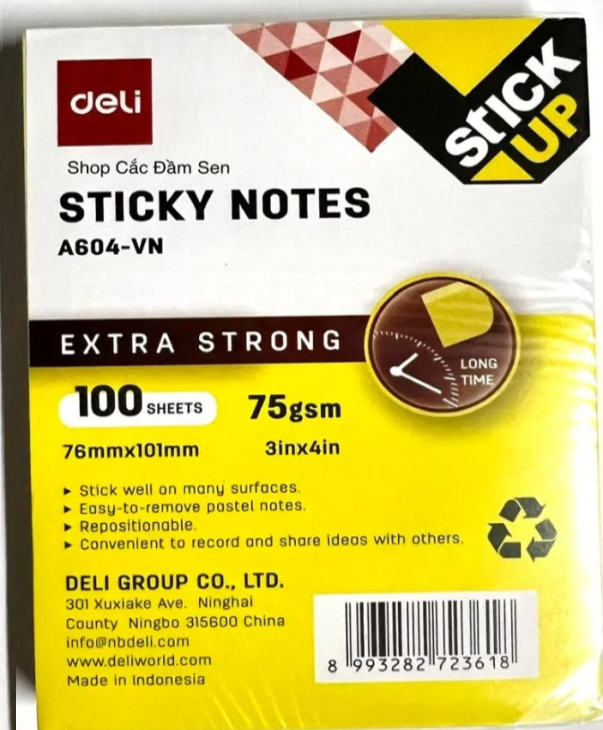 deli
STICK
UP
Shop Cắc Đầm Sen
STICKY NOTES
A604-VN
EXTRA STRONG
LONG
TIME
100 SHEETS 75gsm
76mmx101mm 3inx4in
▸ Stick well on many surfaces.
▸ Easy-to-remove pastel notes.
▸ Repositionable.
▸ Convenient to record and share ideas with others.
DELI GROUP CO., LTD.
301 Xuxiake Ave. Ninghai
County Ningbo 315600 China
info@nbdeli.com
www.deliworld.com
Made in Indonesia
8 993282 723618